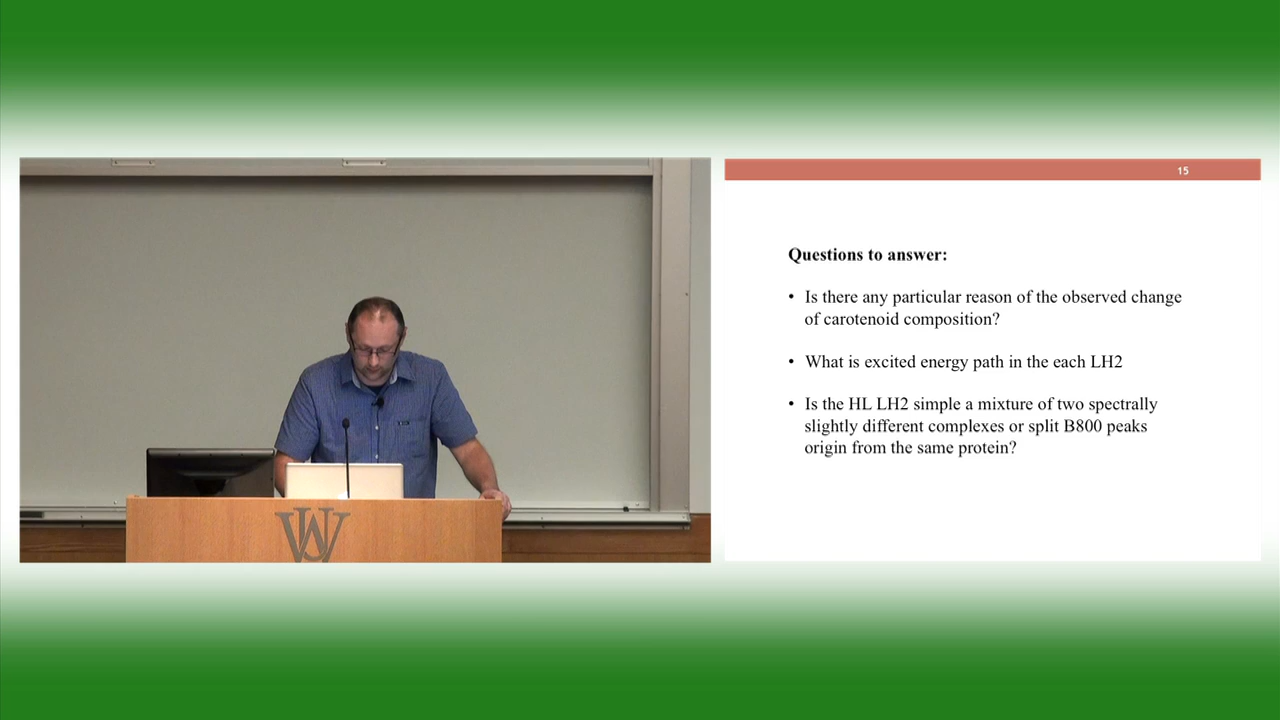 15
Questions to answer:
• Is there any particular reason of the observed change
of carotenoid composition?
• What is excited energy path in the each LH2
• Is the HL LH2 simple a mixture of two spectrally
slightly different complexes or split B800 peaks
origin from the same protein?
WU